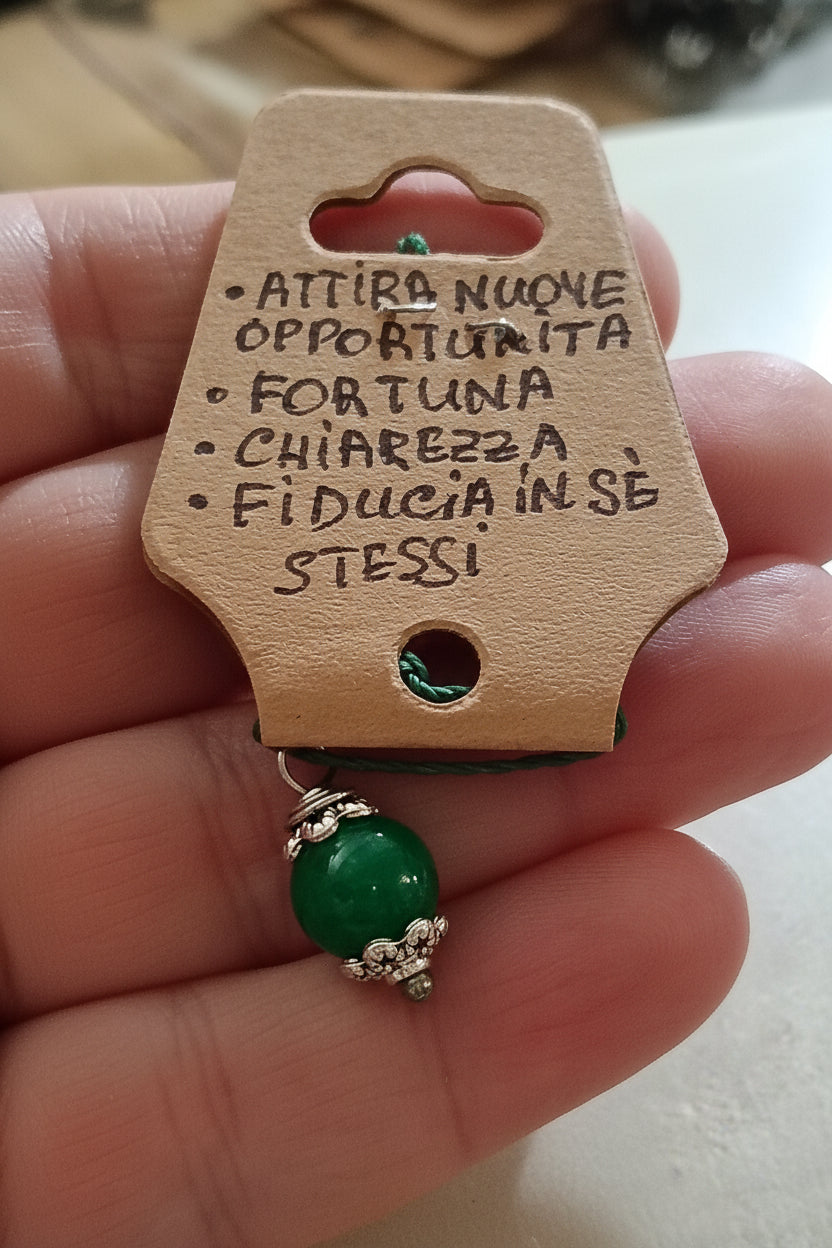 • ATTIRA NUOVE
OPPORTUNITA
• FORTUNA
• CHIAREZZA
• FIDUCIA IN SÈ
STESSI